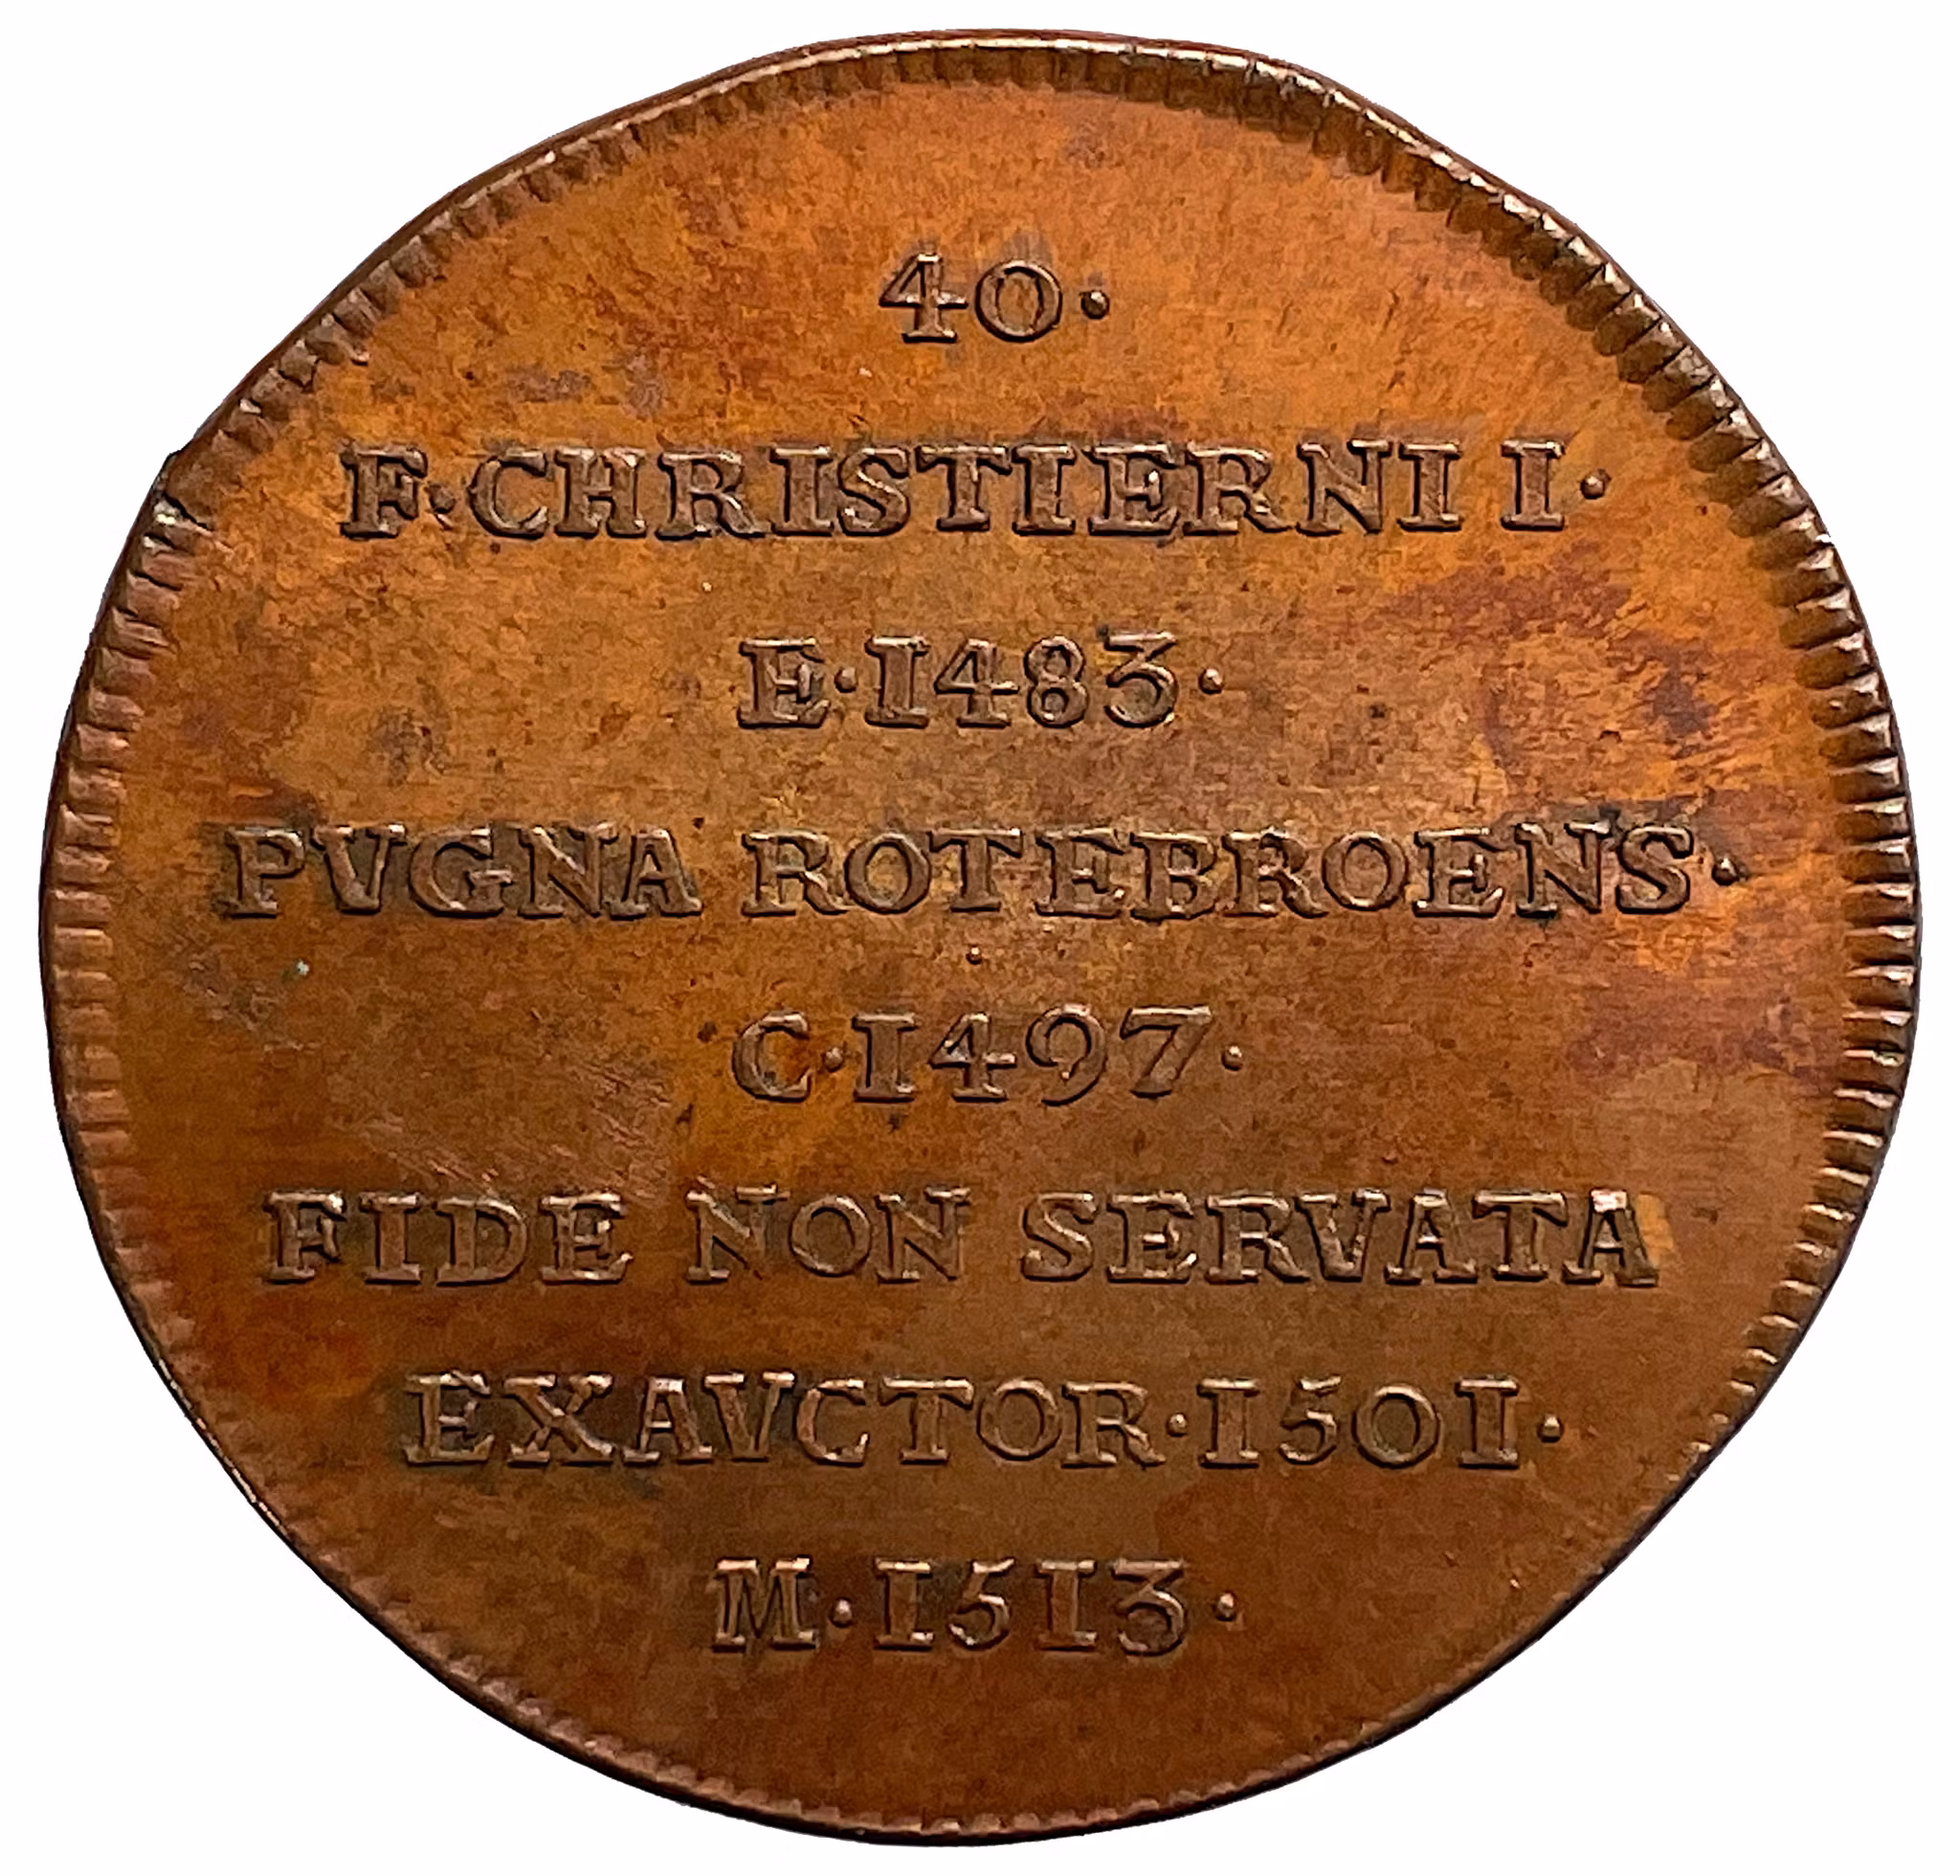 40·
F·CHRISTIERNI I·
E·1483·
PVGNA ROTEBROENS·
C·1497·
FIDE NON SERVATA
EXAVCTOR·1501·
M·1513·